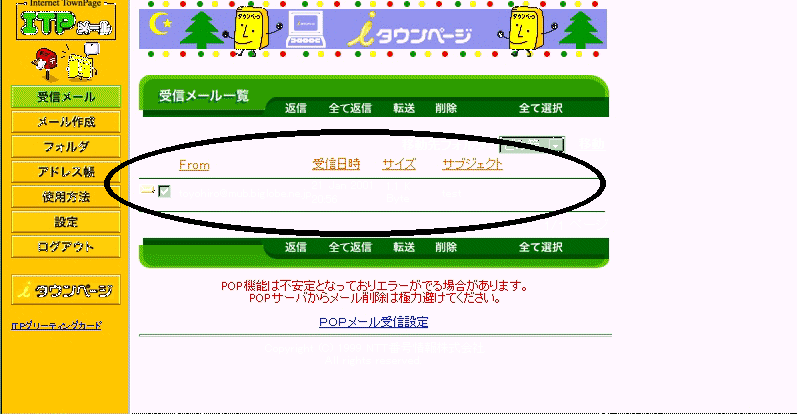 Internet TownPage
ITPメール
受信メール
メール作成
フォルダ
アドレス帳
使用方法
設定
ログアウト
iタウンページ
ITPグリーティングカード
iタウンページ
受信メール一覧
返信 全て返信 転送 削除 全て選択
From 受信日時 サイズ サブジェクト
返信 全て返信 転送 削除 全て選択
POP機能は不安定となっておりエラーがでる場合があります。
POPサーバからメール削除は極力避けてください。
POPメール受信設定